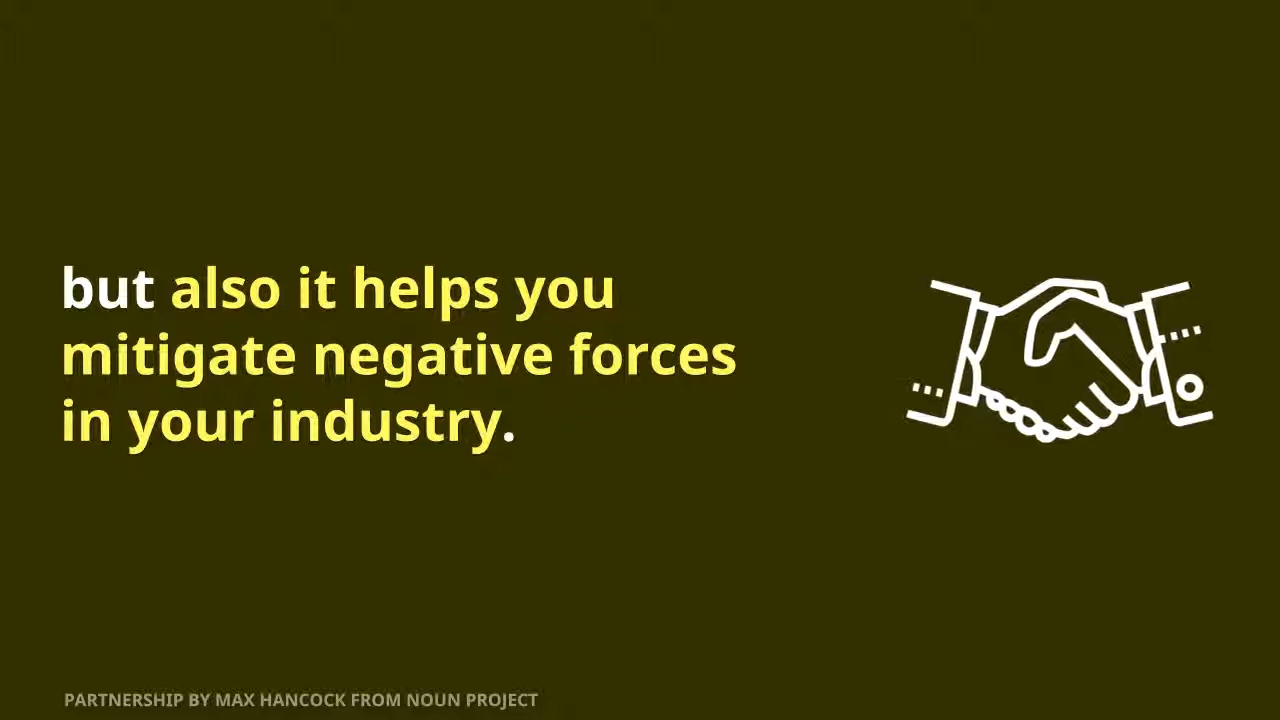 but also it helps you
mitigate negative forces
in your industry.
PARTNERSHIP BY MAX HANCOCK FROM NOUN PROJECT